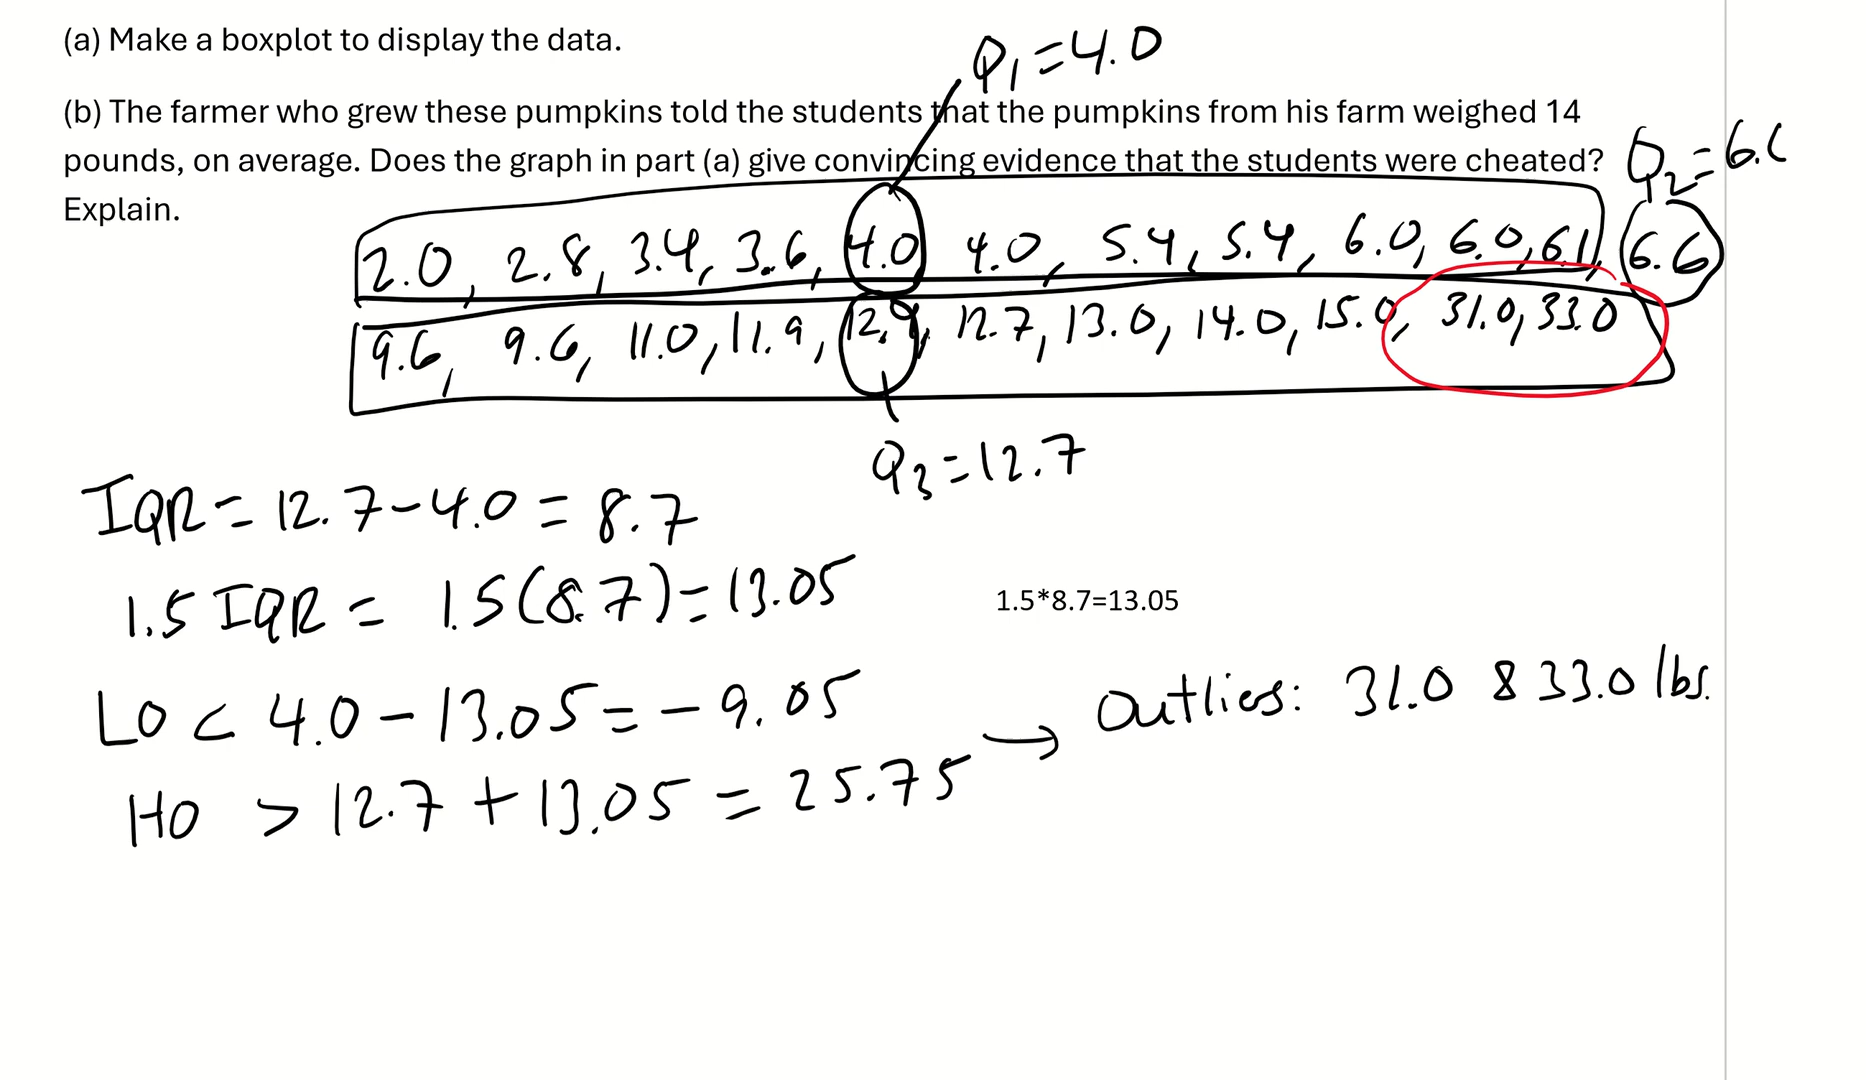 (a) Make a boxplot to display the data.
Q₁ = 4.0
(b) The farmer who grew these pumpkins told the students that the pumpkins from his farm weighed 14
pounds, on average. Does the graph in part (a) give convincing evidence that the students were cheated?
Explain.
Q₂ = 6.
2.0, 2.8, 3.4, 3.6, 4.0 4.0, 5.4, 5.4, 6.0, 6.0, 6.1, 6.6
9.6, 9.6, 11.0, 11.9, 12. , 12.7, 13.0, 14.0, 15.0, 31.0, 33.0
Q₃ = 12.7
IQR = 12.7 - 4.0 = 8.7
1.5 IQR = 1.5(8.7) = 13.05
1.5*8.7=13.05
LO < 4.0 - 13.05 = - 9.05
HO > 12.7 + 13.05 = 25.75
→ Outliers: 31.0 & 33.0 lbs.